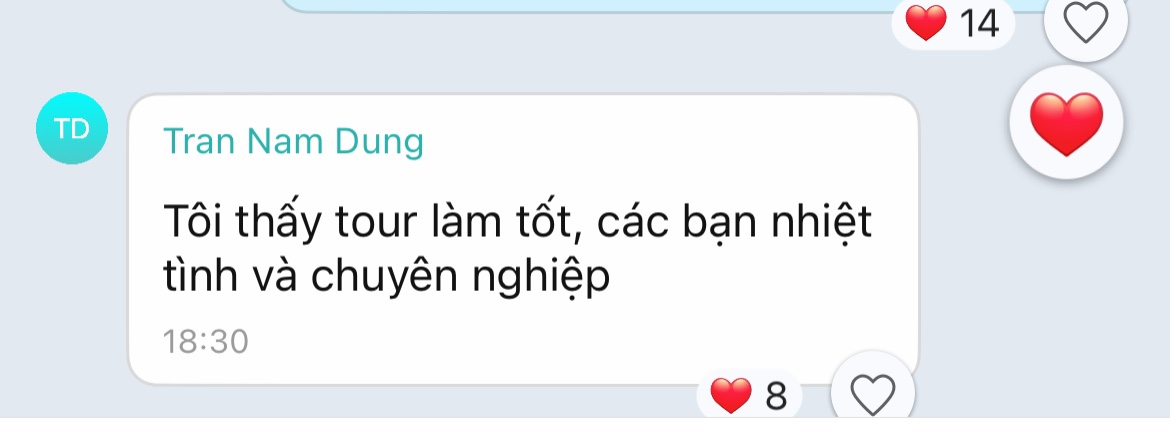 14
TD
Tran Nam Dung
Tôi thấy tour làm tốt, các bạn nhiệt
tình và chuyên nghiệp
18:30
8